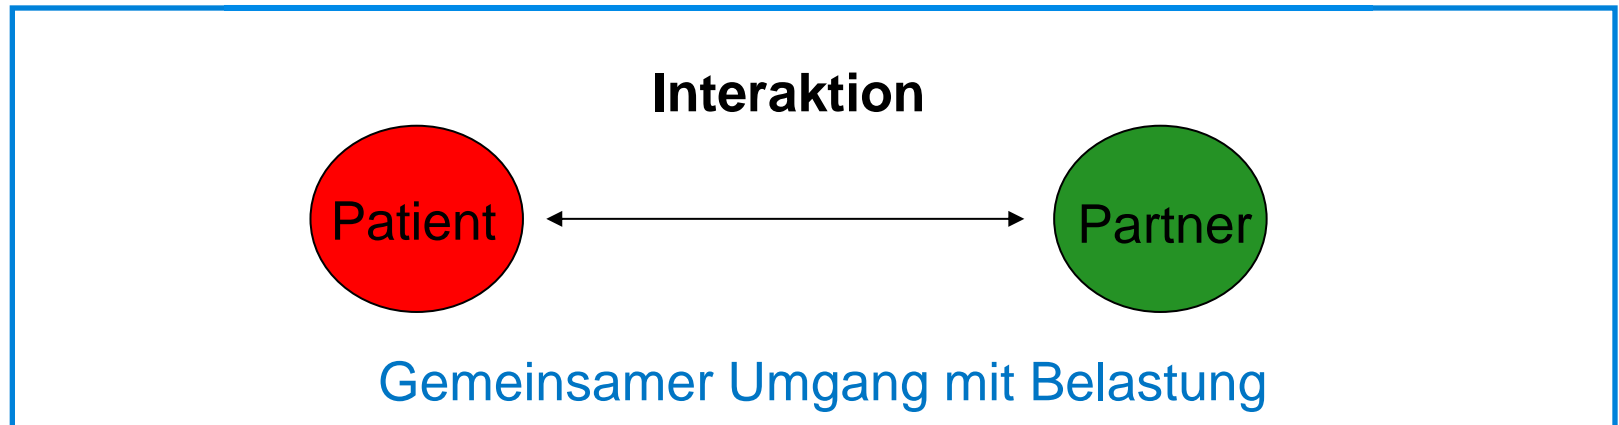 Interaktion
Patient
Partner
Gemeinsamer Umgang mit Belastung